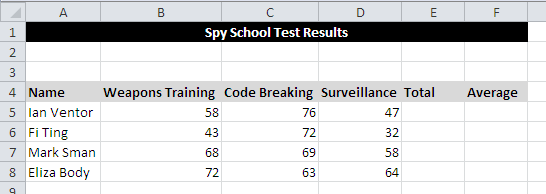 A B C D E F
1 Spy School Test Results
2
3
4 Name Weapons Training Code Breaking Surveillance Total Average
5 Ian Ventor 58 76 47
6 Fi Ting 43 72 32
7 Mark Sman 68 69 58
8 Eliza Body 72 63 64
9